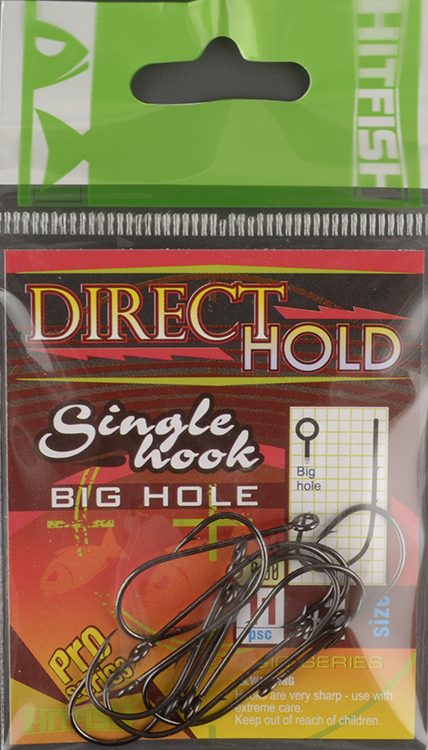 HITFISH
DIRECT
HOLD
Single
hook
BIG HOLE
Big
hole
psc
size
Pro
SERIES
Hooks are very sharp - use with
extreme care.
Keep out of reach of children.